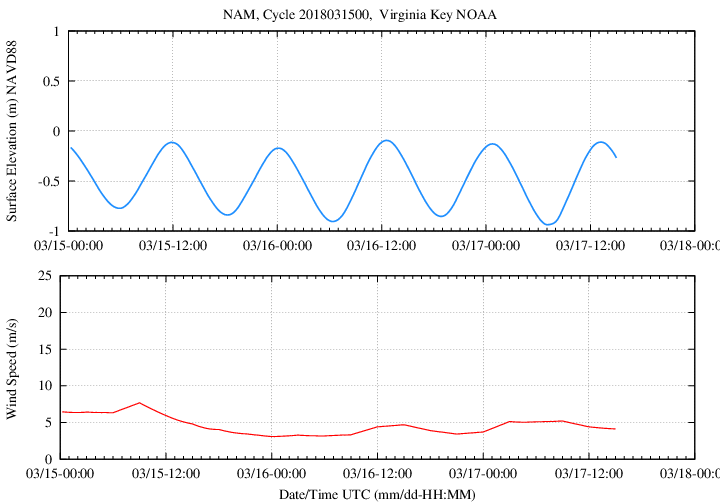 NAM, Cycle 2018031500,  Virginia Key NOAA
Surface Elevation (m) NAVD88
1
0.5
0
-0.5
-1
03/15-00:00 03/15-12:00 03/16-00:00 03/16-12:00 03/17-00:00 03/17-12:00 03/18-0
Wind Speed (m/s)
25
20
15
10
5
0
03/15-00:00 03/15-12:00 03/16-00:00 03/16-12:00 03/17-00:00 03/17-12:00 03/18-0
Date/Time UTC (mm/dd-HH:MM)